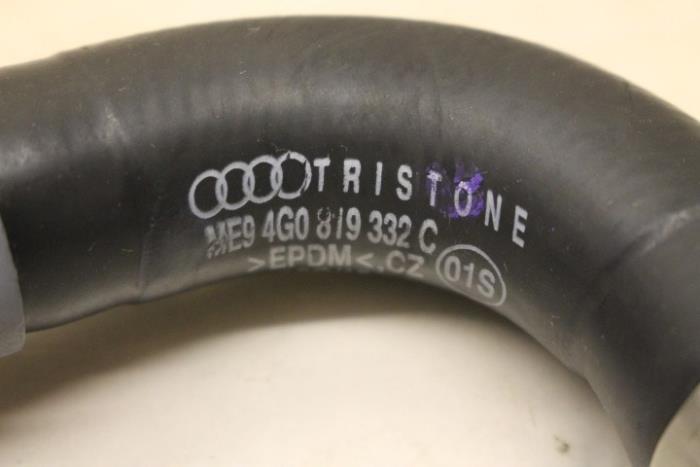 TRISTONE
ME9 4G0 819 332 C
>EPDM<.CZ 01S